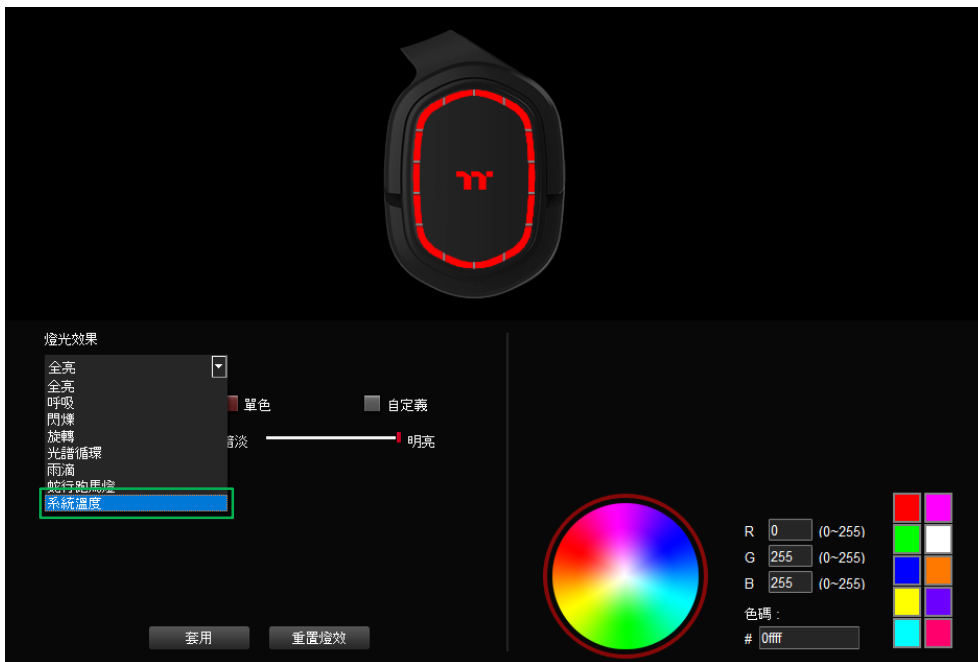 燈光效果
全亮
全亮
呼吸
閃爍
旋轉
光譜循環
雨滴
蛇行跑馬燈
系統溫度
單色
自定義
暗淡
明亮
套用
重置燈效
R 0 (0~255)
G 255 (0~255)
B 255 (0~255)
色碼 :
# 0ffff